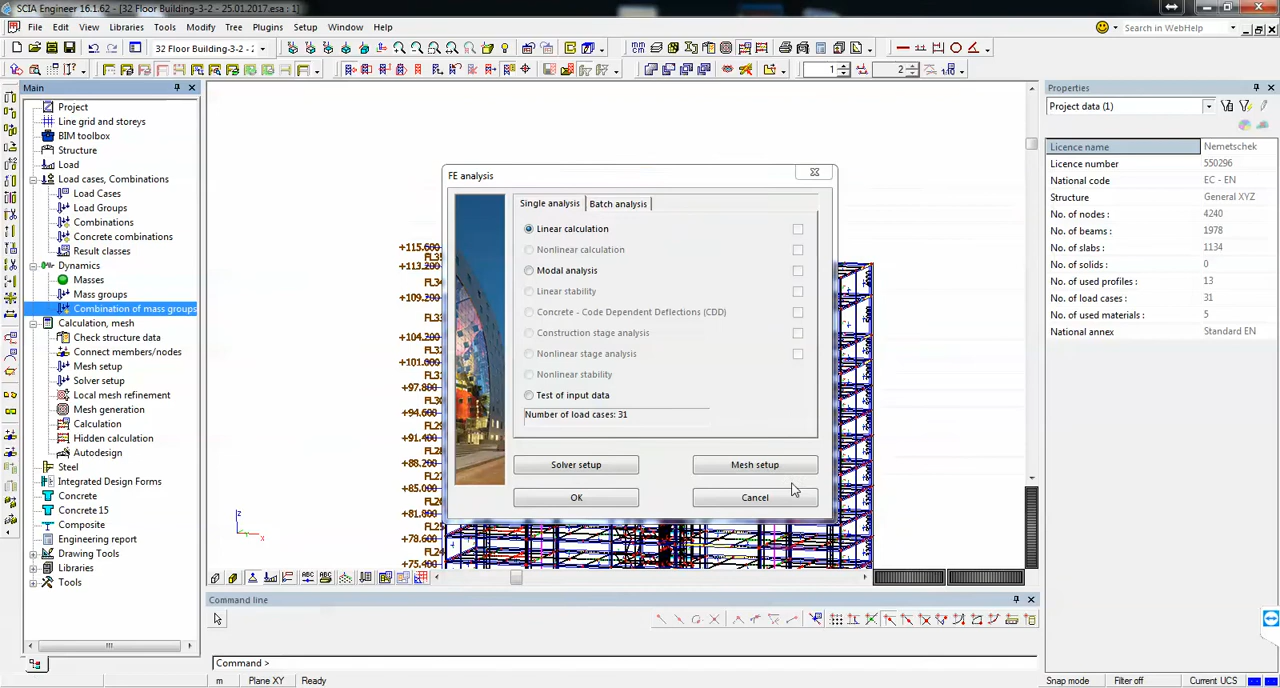 SCIA Engineer 16.1.62 - [32 Floor Building-3-2 - 25.01.2017.esa : 1]
File Edit View Libraries Tools Modify Tree Plugins Setup Window Help
Search in WebHelp
32 Floor Building-3-2 -
1
2
Main
Project
Line grid and storeys
BIM toolbox
Structure
Load
Load cases, Combinations
Load Cases
Load Groups
Combinations
Concrete combinations
Result classes
Dynamics
Masses
Mass groups
Combination of mass groups
Calculation, mesh
Check structure data
Connect members/nodes
Mesh setup
Solver setup
Local mesh refinement
Mesh generation
Calculation
Hidden calculation
Autodesign
Steel
Integrated Design Forms
Concrete
Concrete 15
Composite
Engineering report
Drawing Tools
Libraries
Tools
+115.600
+113.200
+109.200
+104.200
+101.000
+97.800
+94.600
+91.400
+88.200
+85.000
+81.800
+78.600
FL24
+75.400
FE analysis
Single analysis
Batch analysis
Linear calculation
Nonlinear calculation
Modal analysis
Linear stability
Concrete - Code Dependent Deflections (CDD)
Construction stage analysis
Nonlinear stage analysis
Nonlinear stability
Test of input data
Number of load cases: 31
Solver setup
Mesh setup
OK
Cancel
Properties
Project data (1)
Licence name Nemetschek
Licence number 550296
National code EC - EN
Structure General XYZ
No. of nodes : 4240
No. of beams : 1978
No. of slabs : 1134
No. of solids : 0
No. of used profiles : 13
No. of load cases : 31
No. of used materials : 5
National annex Standard EN
Command line
Command >
m Plane XY Ready
Snap mode Filter off Current UCS